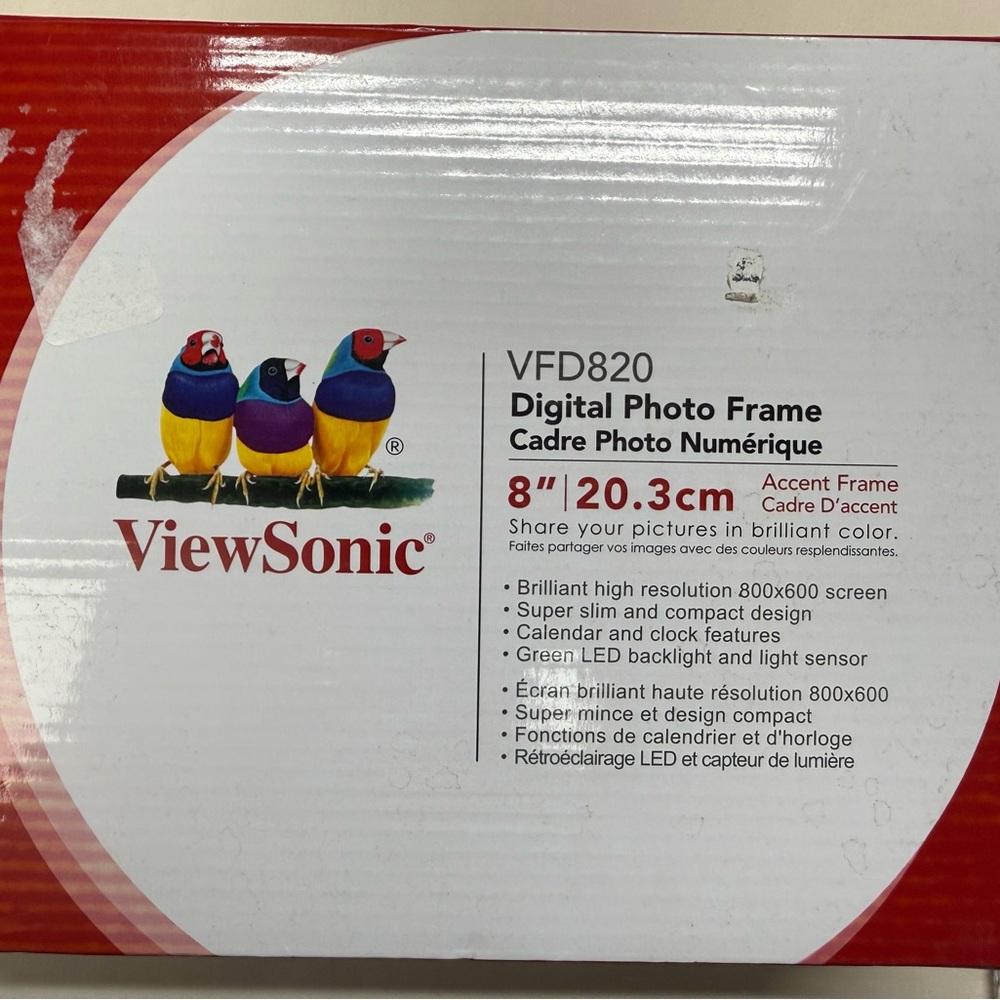 ViewSonic®
®
VFD820
Digital Photo Frame
Cadre Photo Numérique
8" | 20.3cm
Accent Frame
Cadre D'accent
Share your pictures in brilliant color.
Faites partager vos images avec des couleurs resplendissantes.
• Brilliant high resolution 800x600 screen
• Super slim and compact design
• Calendar and clock features
• Green LED backlight and light sensor
• Écran brilliant haute résolution 800x600
• Super mince et design compact
• Fonctions de calendrier et d'horloge
• Rétroéclairage LED et capteur de lumière